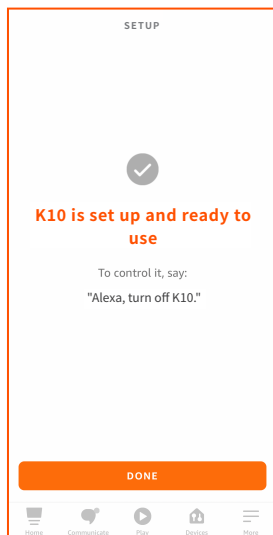 SETUP
K10 is set up and ready to
use
To control it, say:
"Alexa, turn off K10."
DONE
Home Communicate Play Devices More